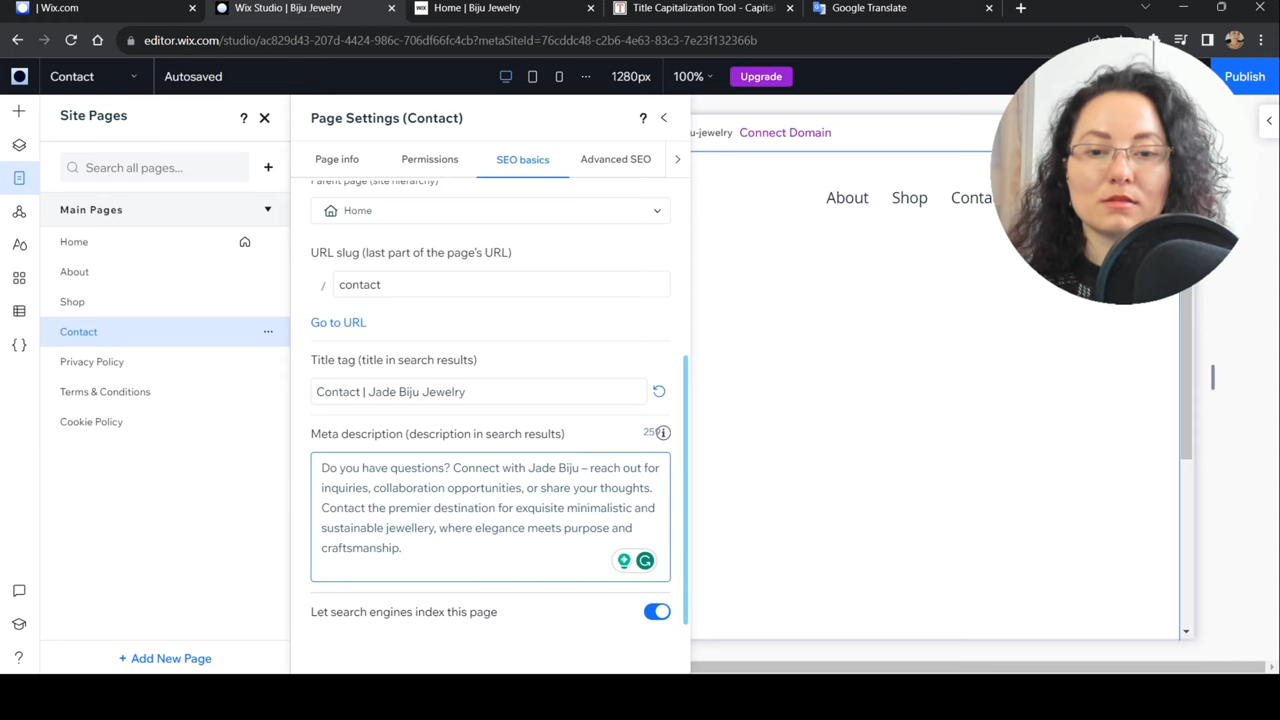 | Wix.com
Wix Studio | Biju Jewelry
Home | Biju Jewelry
Title Capitalization Tool - Capital
Google Translate
editor.wix.com/studio/ac829d43-207d-4424-986c-706df66fc4cb?metaSiteId=76cddc48-c2b6-4e63-83c3-7e23f132366b
Contact
Autosaved
1280px
100%
Upgrade
Publish
Site Pages
?
Page Settings (Contact)
?
u-jewelry
Connect Domain
Page info
Permissions
SEO basics
Advanced SEO
Search all pages...
Parent page (site hierarchy)
About
Shop
Conta
Main Pages
Home
Home
About
Shop
Contact
Privacy Policy
Terms & Conditions
Cookie Policy
URL slug (last part of the page's URL)
/
contact
Go to URL
Title tag (title in search results)
Contact | Jade Biju Jewelry
Meta description (description in search results)
Do you have questions? Connect with Jade Biju – reach out for
inquiries, collaboration opportunities, or share your thoughts.
Contact the premier destination for exquisite minimalistic and
sustainable jewellery, where elegance meets purpose and
craftsmanship.
Let search engines index this page
+ Add New Page